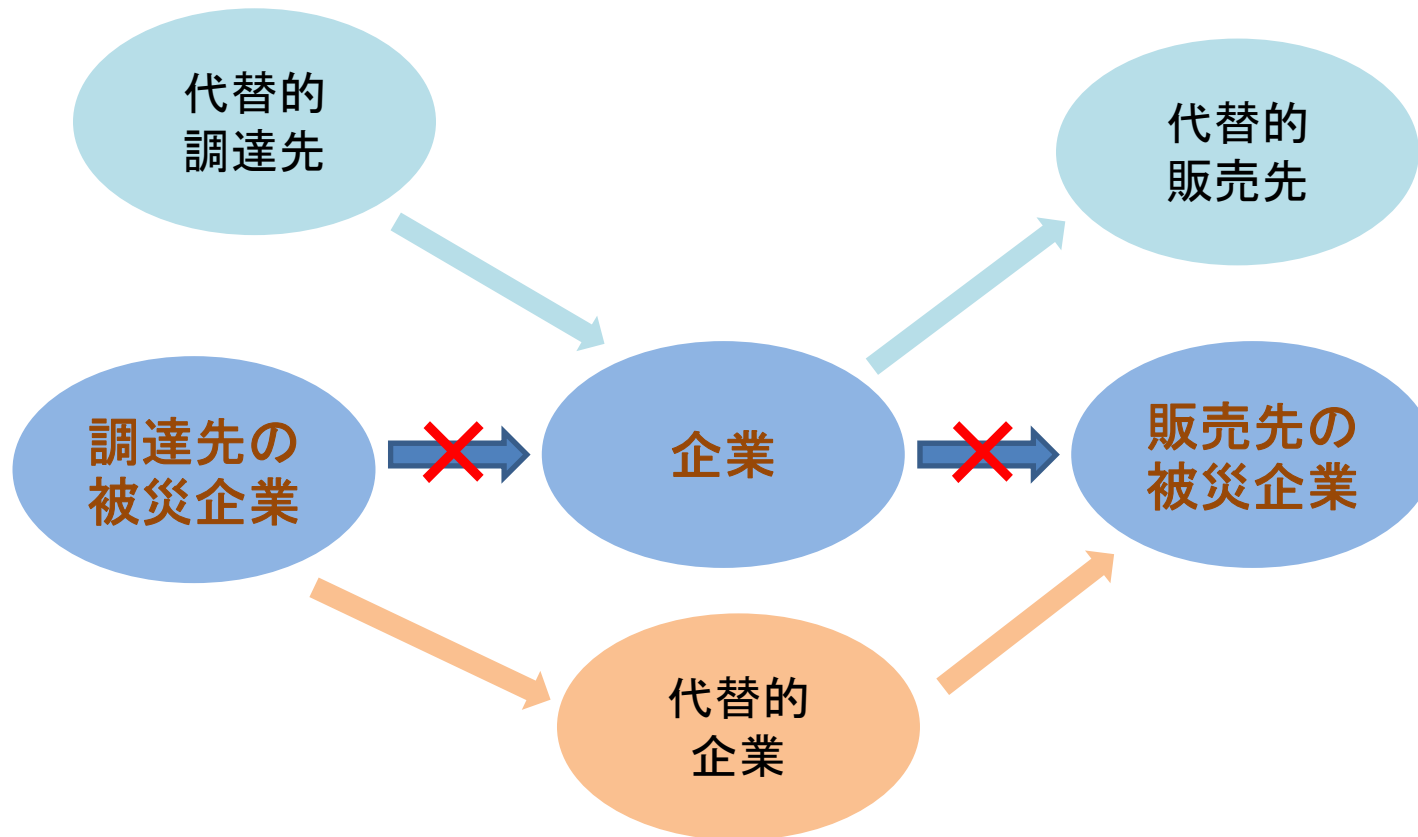 代替的
調達先
代替的
販売先
調達先の
被災企業
企業
販売先の
被災企業
代替的
企業